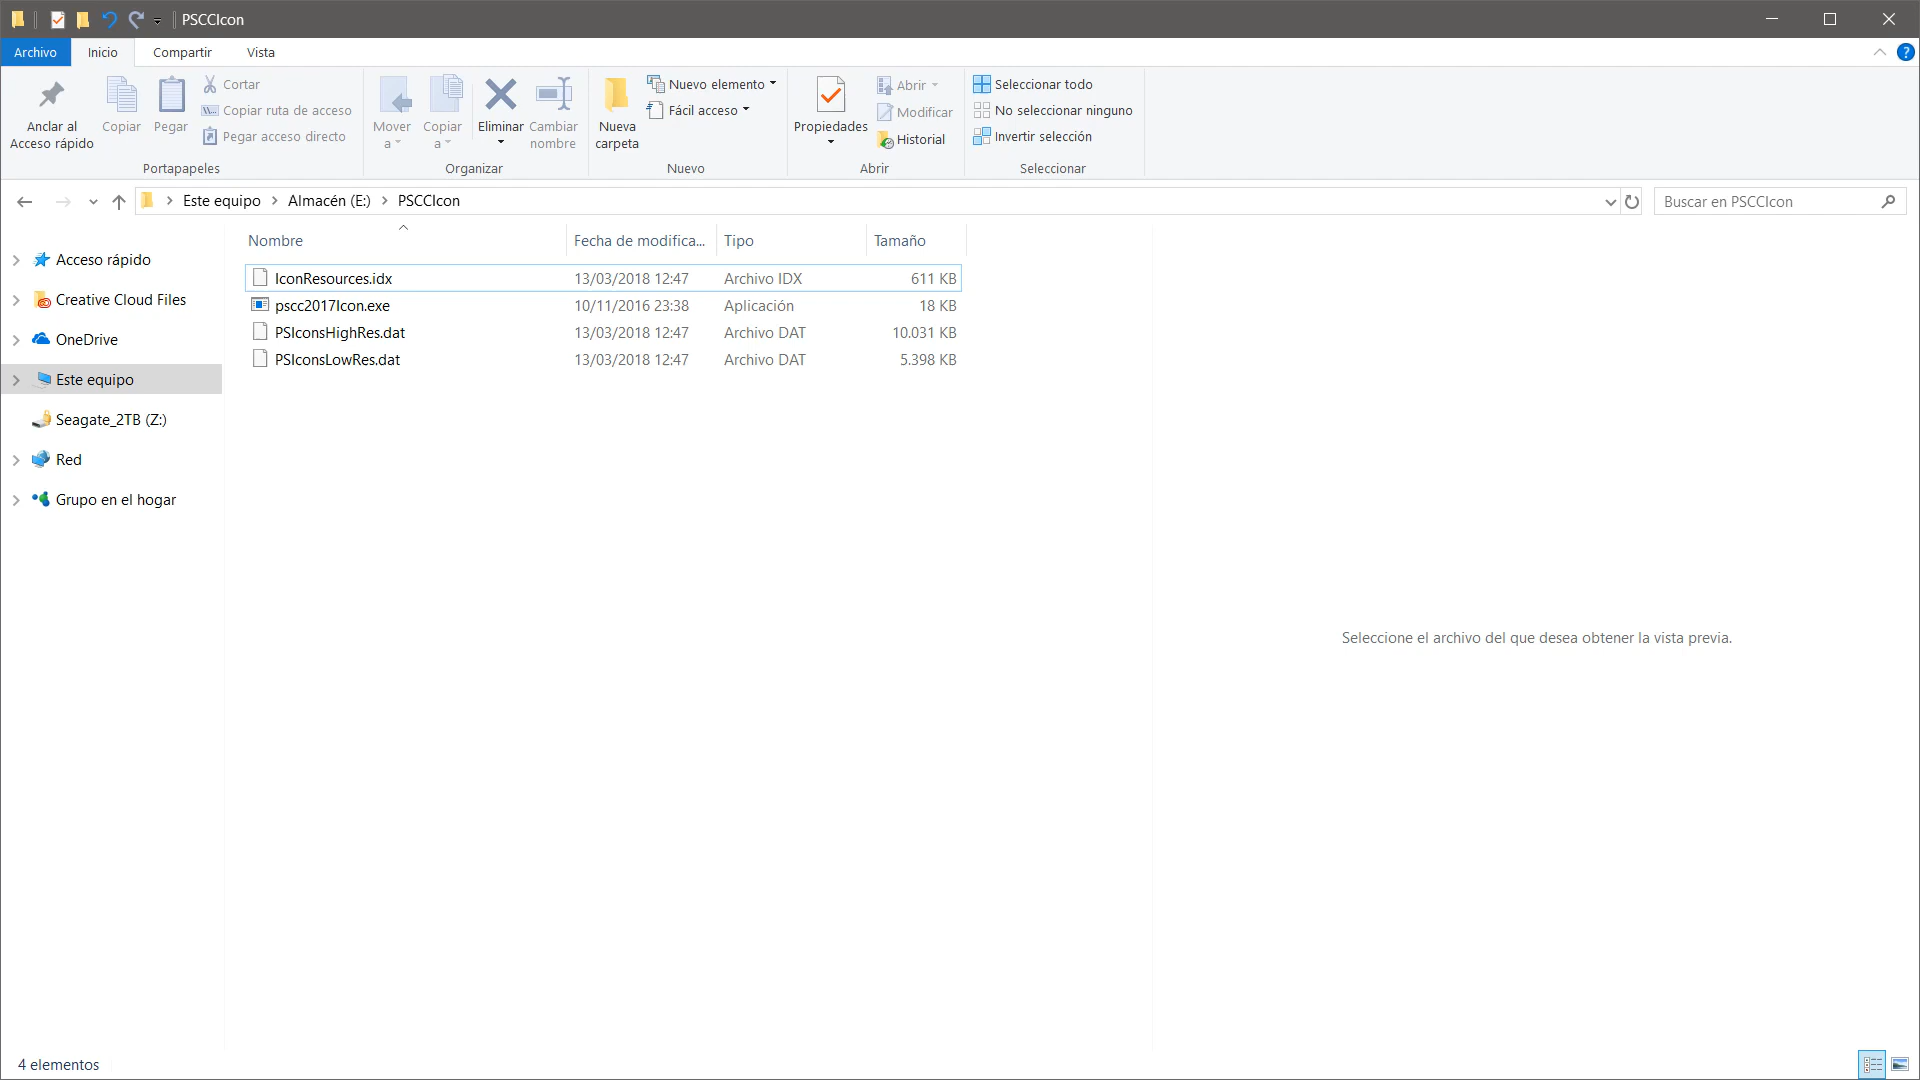 PSCCIcon
Archivo Inicio Compartir Vista
Anclar al
Acceso rápido
Copiar
Pegar
Cortar
Copiar ruta de acceso
Pegar acceso directo
Portapapeles
Mover
a
Copiar
a
Eliminar
Cambiar
nombre
Organizar
Nueva
carpeta
Nuevo elemento
Fácil acceso
Nuevo
Propiedades
Abrir
Modificar
Historial
Abrir
Seleccionar todo
No seleccionar ninguno
Invertir selección
Seleccionar
Este equipo Almacén (E:) PSCCIcon
Buscar en PSCCIcon
Acceso rápido
Creative Cloud Files
OneDrive
Este equipo
Seagate_2TB (Z:)
Red
Grupo en el hogar
Nombre Fecha de modifica... Tipo Tamaño
IconResources.idx 13/03/2018 12:47 Archivo IDX 611 KB
pscc2017Icon.exe 10/11/2016 23:38 Aplicación 18 KB
PSIconsHighRes.dat 13/03/2018 12:47 Archivo DAT 10.031 KB
PSIconsLowRes.dat 13/03/2018 12:47 Archivo DAT 5.398 KB
Seleccione el archivo del que desea obtener la vista previa.
4 elementos